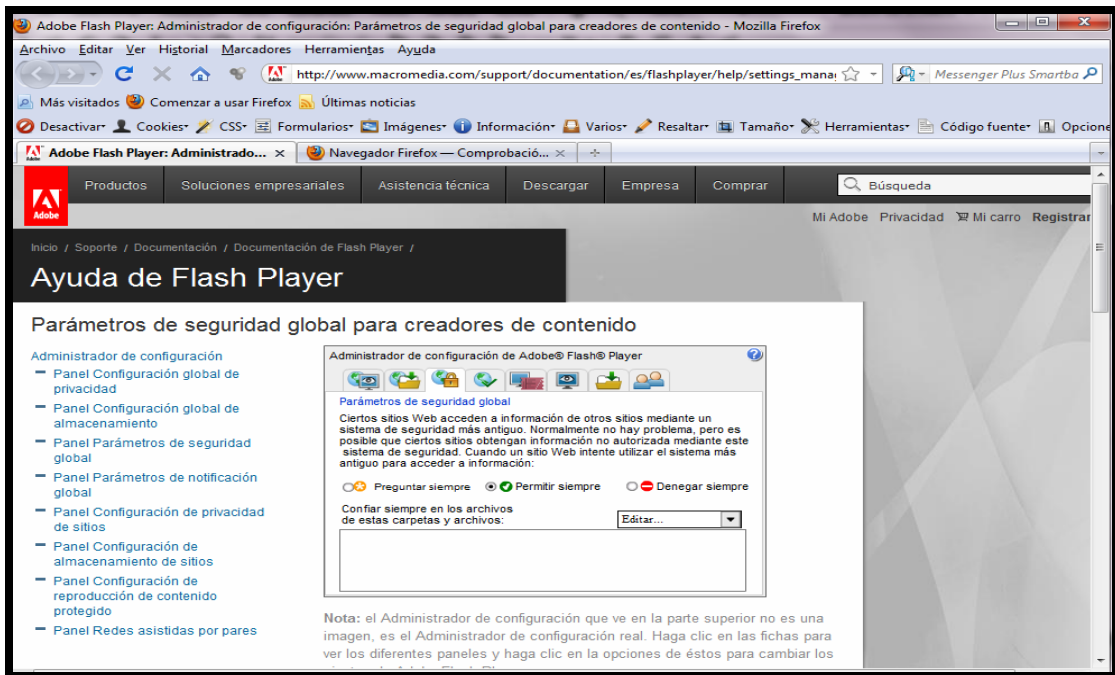 Adobe Flash Player: Administrador de configuración: Parámetros de seguridad global para creadores de contenido - Mozilla Firefox
Archivo Editar Ver Historial Marcadores Herramientas Ayuda
http://www.macromedia.com/support/documentation/es/flashplayer/help/settings_mana Messenger Plus Smartba
Más visitados Comenzar a usar Firefox Últimas noticias
Desactivar Cookies CSS Formularios Imágenes Información Varios Resaltar Tamaño Herramientas Código fuente Opcione
Adobe Flash Player: Administrado... Navegador Firefox — Comprobació...
Productos Soluciones empresariales Asistencia técnica Descargar Empresa Comprar Búsqueda
Adobe
Mi Adobe Privacidad Mi carro Registrar
Inicio / Soporte / Documentación / Documentación de Flash Player /
Ayuda de Flash Player
Parámetros de seguridad global para creadores de contenido
Administrador de configuración
Panel Configuración global de
privacidad
Panel Configuración global de
almacenamiento
Panel Parámetros de seguridad
global
Panel Parámetros de notificación
global
Panel Configuración de privacidad
de sitios
Panel Configuración de
almacenamiento de sitios
Panel Configuración de
reproducción de contenido
protegido
Panel Redes asistidas por pares
Administrador de configuración de Adobe® Flash® Player
Parámetros de seguridad global
Ciertos sitios Web acceden a información de otros sitios mediante un
sistema de seguridad más antiguo. Normalmente no hay problema, pero es
posible que ciertos sitios obtengan información no autorizada mediante este
sistema de seguridad. Cuando un sitio Web intente utilizar el sistema más
antiguo para acceder a información:
Preguntar siempre Permitir siempre Denegar siempre
Confiar siempre en los archivos
de estas carpetas y archivos:
Editar...
Nota: el Administrador de configuración que ve en la parte superior no es una
imagen, es el Administrador de configuración real. Haga clic en las fichas para
ver los diferentes paneles y haga clic en la opciones de éstos para cambiar los